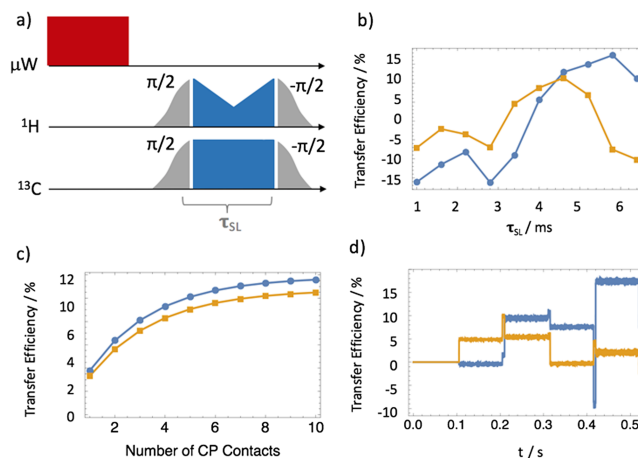 a)
μW
π/2
-π/2
¹H
π/2
-π/2
¹³C
τSL
b)
Transfer Efficiency / %
15
10
5
0
-5
-10
-15
1
2
3
4
5
6
τSL / ms
c)
Transfer Efficiency / %
12
10
8
6
4
2
0
2
4
6
8
10
Number of CP Contacts
d)
Transfer Efficiency / %
15
10
5
0
-5
-10
0.0
0.1
0.2
0.3
0.4
0.5
t / s